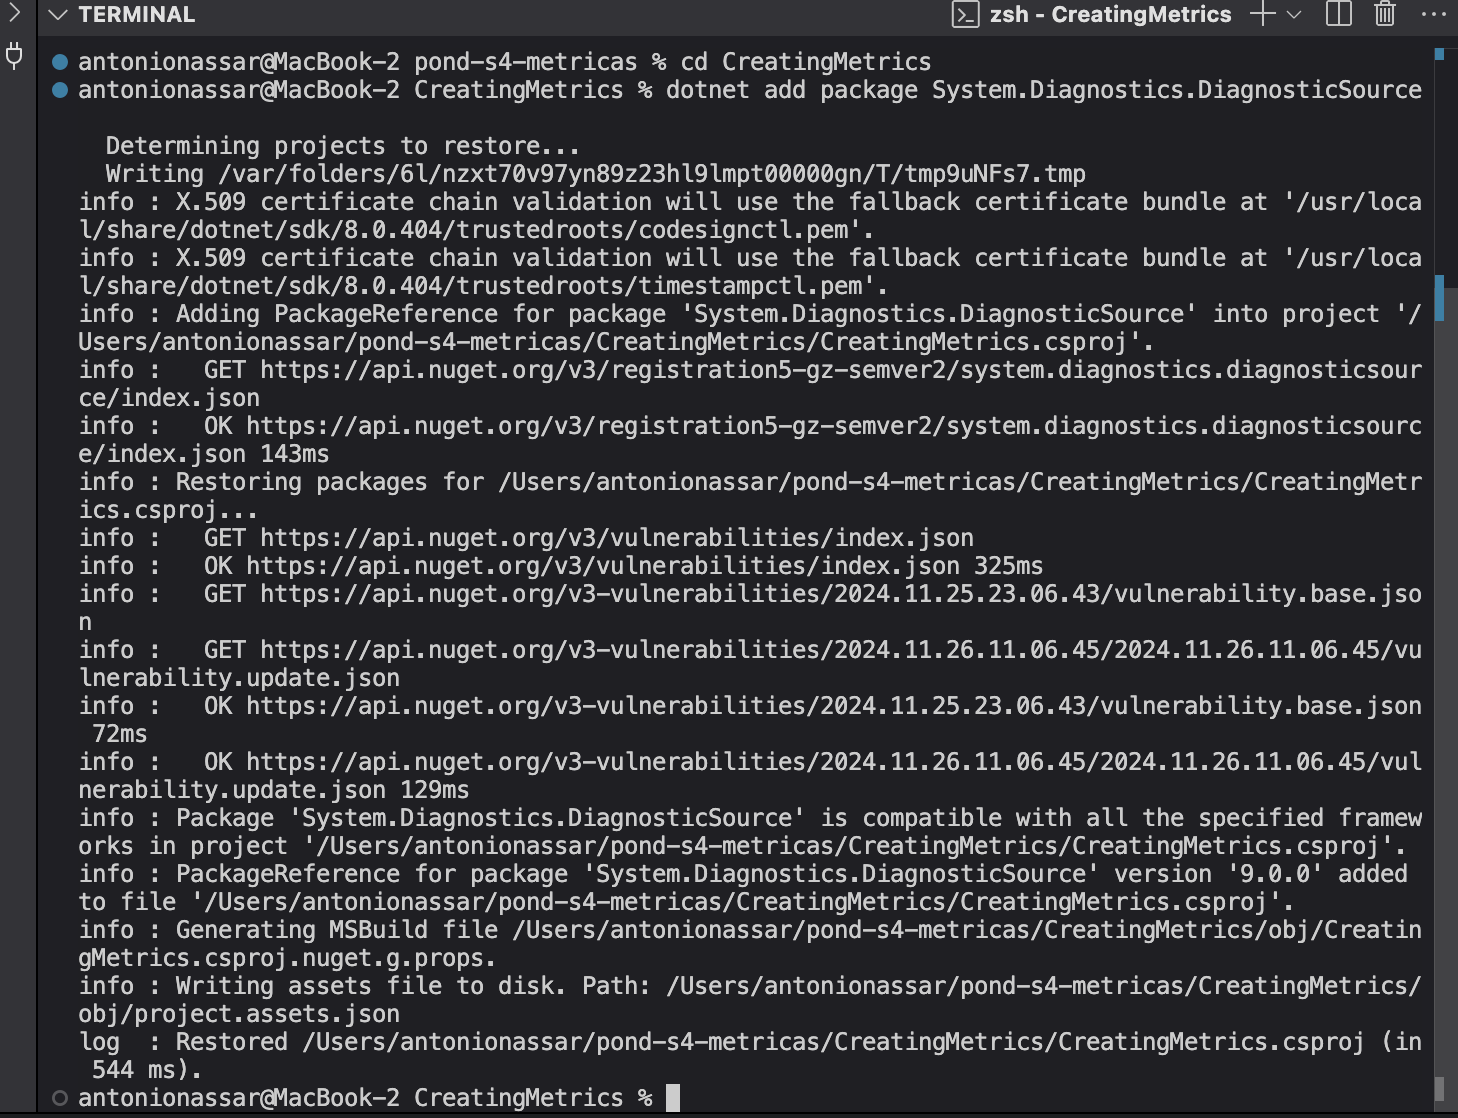 TERMINAL
zsh - CreatingMetrics
antonionassar@MacBook-2 pond-s4-metricas % cd CreatingMetrics
antonionassar@MacBook-2 CreatingMetrics % dotnet add package System.Diagnostics.DiagnosticSource
Determining projects to restore...
Writing /var/folders/6l/nzxt70v97yn89z23hl9lmpt00000gn/T/tmp9uNFs7.tmp
info : X.509 certificate chain validation will use the fallback certificate bundle at '/usr/loca
l/share/dotnet/sdk/8.0.404/trustedroots/codesignctl.pem'.
info : X.509 certificate chain validation will use the fallback certificate bundle at '/usr/loca
l/share/dotnet/sdk/8.0.404/trustedroots/timestampctl.pem'.
info : Adding PackageReference for package 'System.Diagnostics.DiagnosticSource' into project '/
Users/antonionassar/pond-s4-metricas/CreatingMetrics/CreatingMetrics.csproj'.
info :   GET https://api.nuget.org/v3/registration5-gz-semver2/system.diagnostics.diagnosticsour
ce/index.json
info :   OK https://api.nuget.org/v3/registration5-gz-semver2/system.diagnostics.diagnosticsourc
e/index.json 143ms
info : Restoring packages for /Users/antonionassar/pond-s4-metricas/CreatingMetrics/CreatingMetr
ics.csproj...
info :   GET https://api.nuget.org/v3/vulnerabilities/index.json
info :   OK https://api.nuget.org/v3/vulnerabilities/index.json 325ms
info :   GET https://api.nuget.org/v3-vulnerabilities/2024.11.25.23.06.43/vulnerability.base.jso
n
info :   GET https://api.nuget.org/v3-vulnerabilities/2024.11.26.11.06.45/2024.11.26.11.06.45/vu
lnerability.update.json
info :   OK https://api.nuget.org/v3-vulnerabilities/2024.11.25.23.06.43/vulnerability.base.json
72ms
info :   OK https://api.nuget.org/v3-vulnerabilities/2024.11.26.11.06.45/2024.11.26.11.06.45/vul
nerability.update.json 129ms
info : Package 'System.Diagnostics.DiagnosticSource' is compatible with all the specified framew
orks in project '/Users/antonionassar/pond-s4-metricas/CreatingMetrics/CreatingMetrics.csproj'.
info : PackageReference for package 'System.Diagnostics.DiagnosticSource' version '9.0.0' added
to file '/Users/antonionassar/pond-s4-metricas/CreatingMetrics/CreatingMetrics.csproj'.
info : Generating MSBuild file /Users/antonionassar/pond-s4-metricas/CreatingMetrics/obj/Creatin
gMetrics.csproj.nuget.g.props.
info : Writing assets file to disk. Path: /Users/antonionassar/pond-s4-metricas/CreatingMetrics/
obj/project.assets.json
log  : Restored /Users/antonionassar/pond-s4-metricas/CreatingMetrics/CreatingMetrics.csproj (in
544 ms).
antonionassar@MacBook-2 CreatingMetrics %